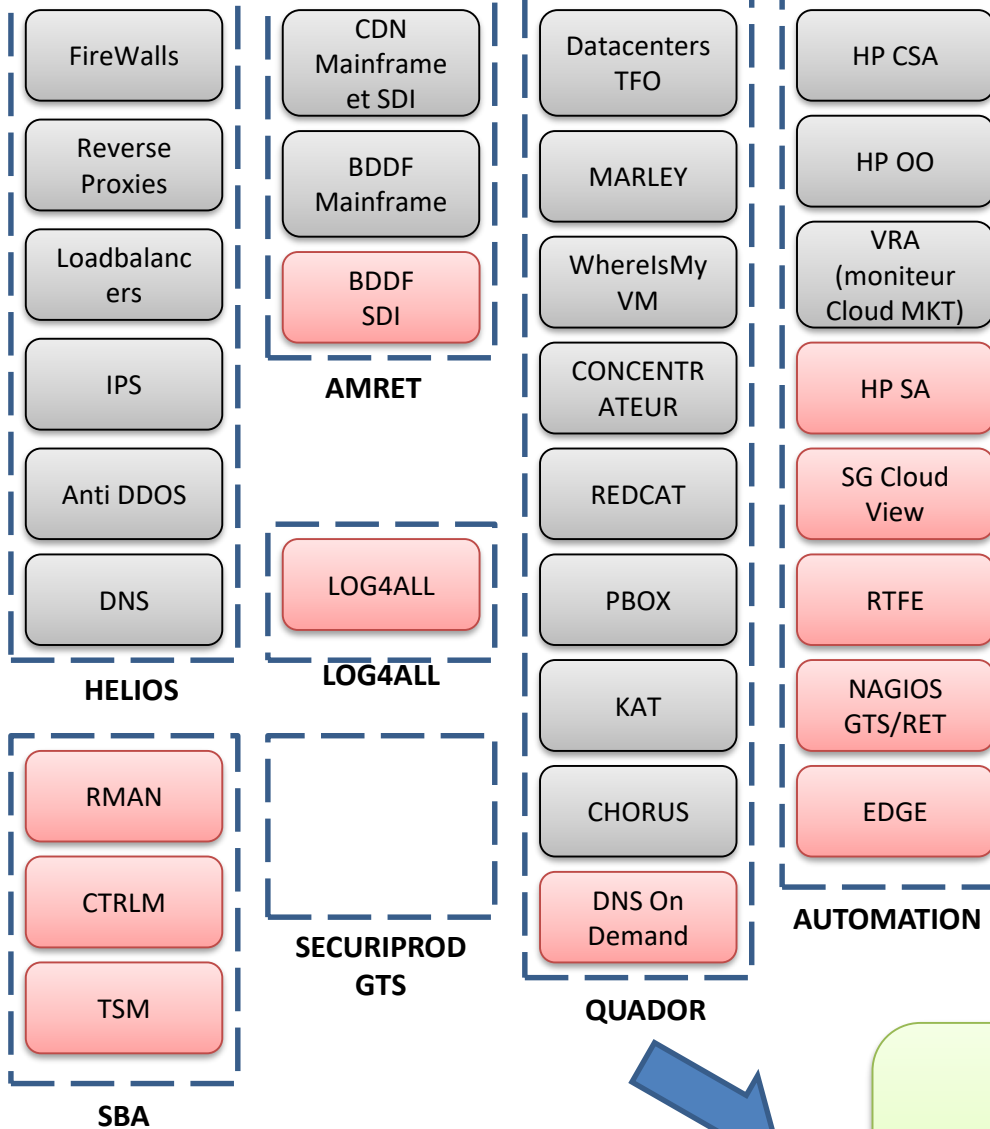 FireWalls
Reverse
Proxies
Loadbalanc
ers
IPS
Anti DDOS
DNS
HELIOS
RMAN
CTRLM
TSM
SBA
CDN
Mainframe
et SDI
BDDF
Mainframe
BDDF
SDI
AMRET
LOG4ALL
LOG4ALL
SECURIPROD
GTS
Datacenters
TFO
MARLEY
WhereIsMy
VM
CONCENTR
ATEUR
REDCAT
PBOX
KAT
CHORUS
DNS On
Demand
QUADOR
HP CSA
HP OO
VRA
(moniteur
Cloud MKT)
HP SA
SG Cloud
View
RTFE
NAGIOS
GTS/RET
EDGE
AUTOMATION